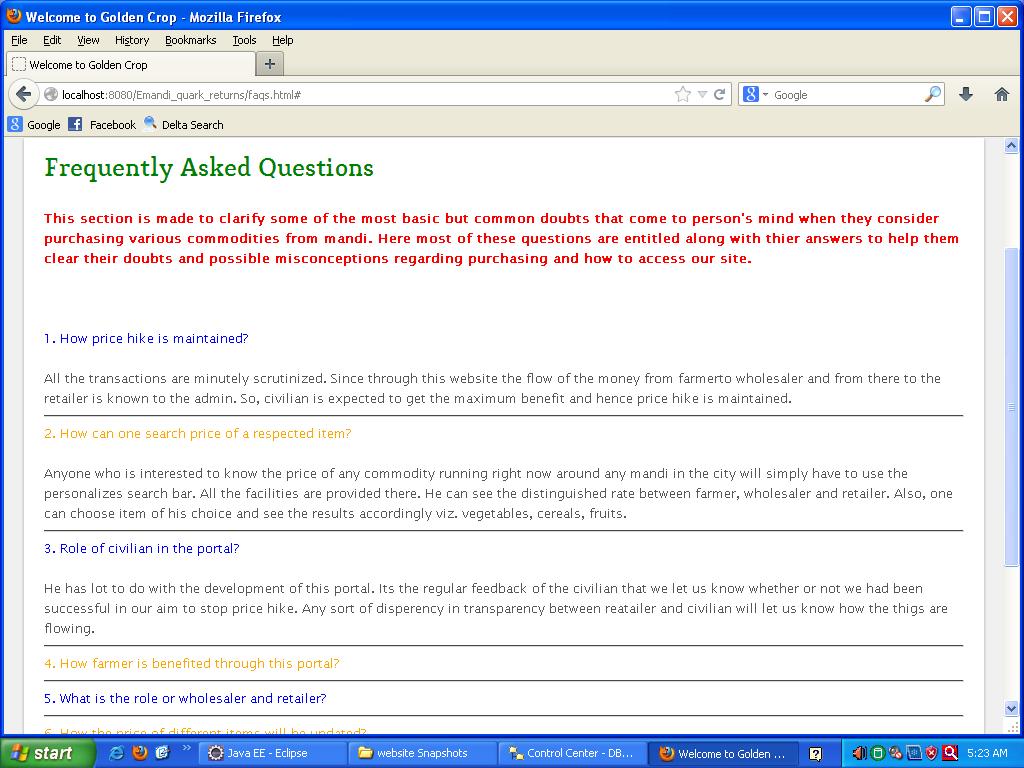 Welcome to Golden Crop - Mozilla Firefox
File Edit View History Bookmarks Tools Help
Welcome to Golden Crop
localhost:8080/Emandi_quark_returns/faqs.html#
Google
Google Facebook Delta Search
Frequently Asked Questions
This section is made to clarify some of the most basic but common doubts that come to person's mind when they consider
purchasing various commodities from mandi. Here most of these questions are entitled along with thier answers to help them
clear their doubts and possible misconceptions regarding purchasing and how to access our site.
1. How price hike is maintained?
All the transactions are minutely scrutinized. Since through this website the flow of the money from farmerto wholesaler and from there to the
retailer is known to the admin. So, civilian is expected to get the maximum benefit and hence price hike is maintained.
2. How can one search price of a respected item?
Anyone who is interested to know the price of any commodity running right now around any mandi in the city will simply have to use the
personalizes search bar. All the facilities are provided there. He can see the distinguished rate between farmer, wholesaler and retailer. Also, one
can choose item of his choice and see the results accordingly viz. vegetables, cereals, fruits.
3. Role of civilian in the portal?
He has lot to do with the development of this portal. Its the regular feedback of the civilian that we let us know whether or not we had been
successful in our aim to stop price hike. Any sort of disperency in transparency between reatailer and civilian will let us know how the thigs are
flowing.
4. How farmer is benefited through this portal?
5. What is the role or wholesaler and retailer?
6. How the price of different items will be updated?
start Java EE - Eclipse website Snapshots Control Center - DB... Welcome to Golden ... 5:23 AM